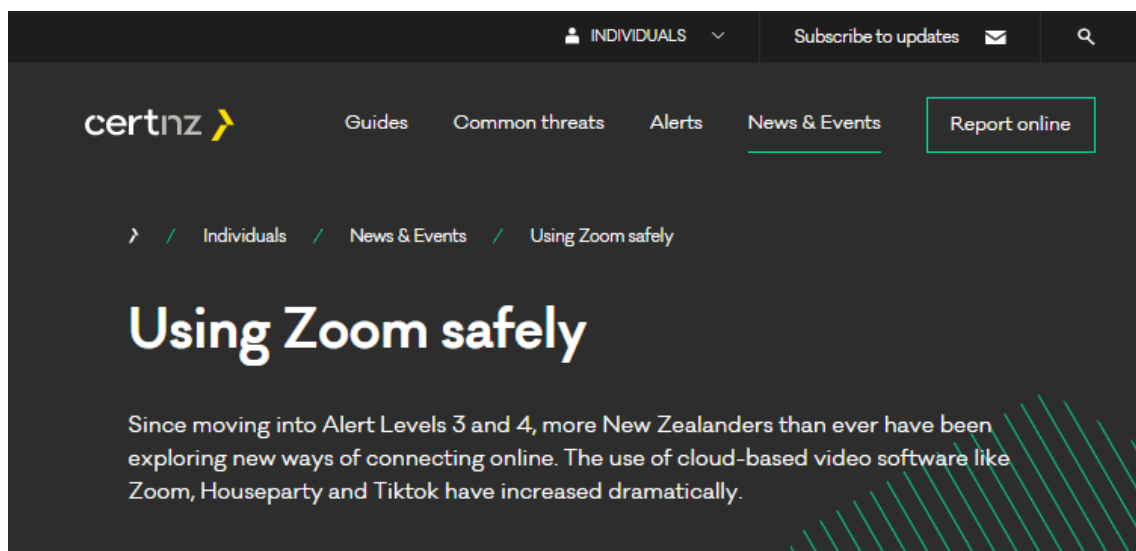 INDIVIDUALS
Subscribe to updates
certnz
Guides
Common threats
Alerts
News & Events
Report online
/ Individuals / News & Events / Using Zoom safely
Using Zoom safely
Since moving into Alert Levels 3 and 4, more New Zealanders than ever have been
exploring new ways of connecting online. The use of cloud-based video software like
Zoom, Houseparty and Tiktok have increased dramatically.